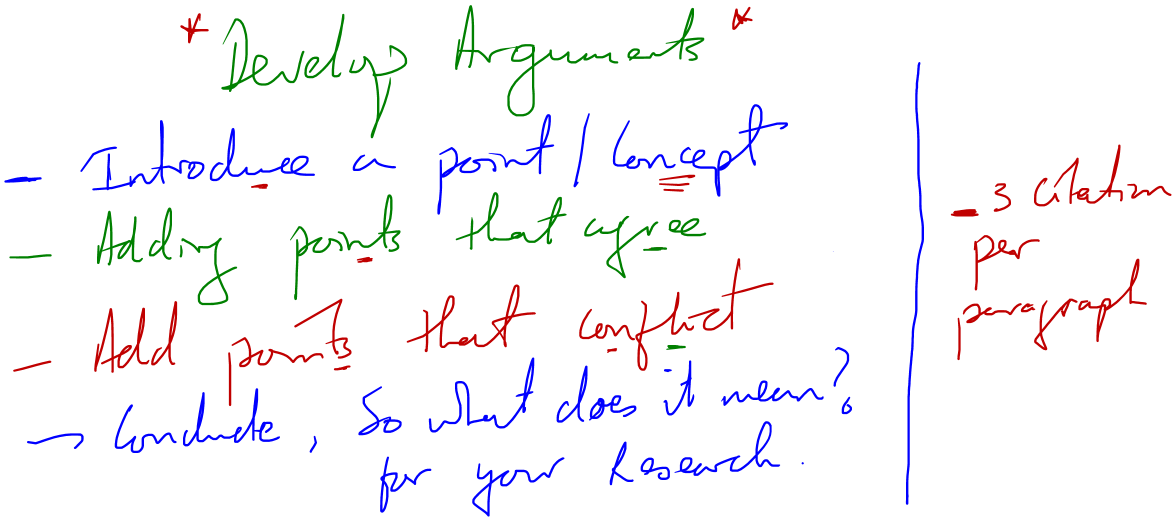 * Develop Arguments *
- Introduce a point / Concept
- Adding points that agree
- Add points that conflict
- Conclude, So what does it mean?
for your Research.
- 3 Citation
per
paragraph